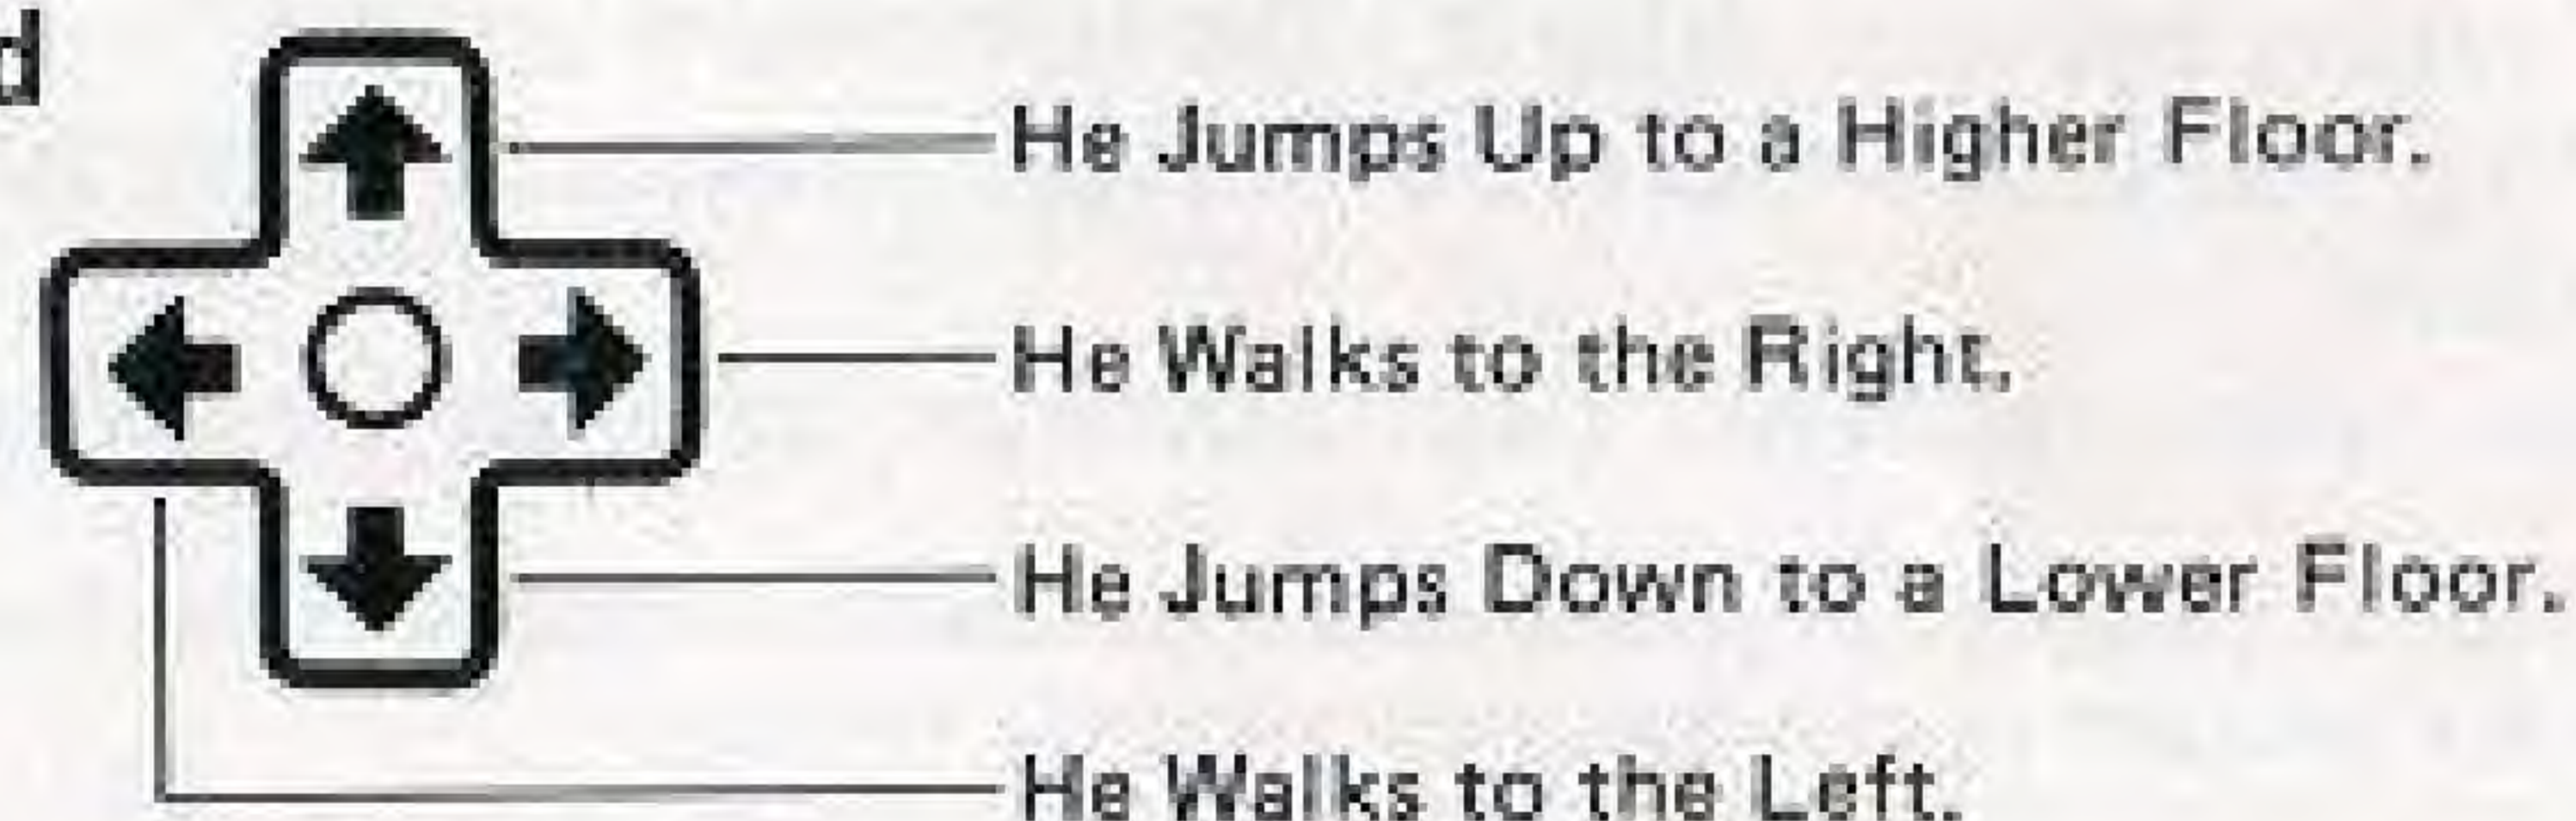 d
He Jumps Up to a Higher Floor.
He Walks to the Right.
He Jumps Down to a Lower Floor.
He Walks to the Left.